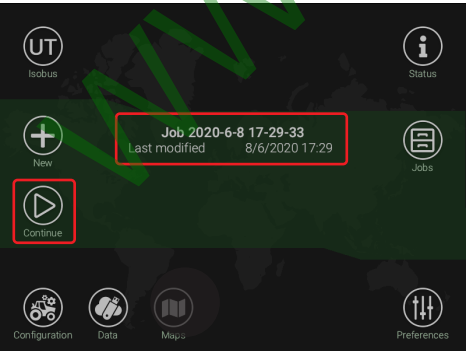 UT
Isobus
Status
New
Job 2020-6-8 17-29-33
Last modified 8/6/2020 17:29
Jobs
Continue
Configuration
Data
Maps
Preferences